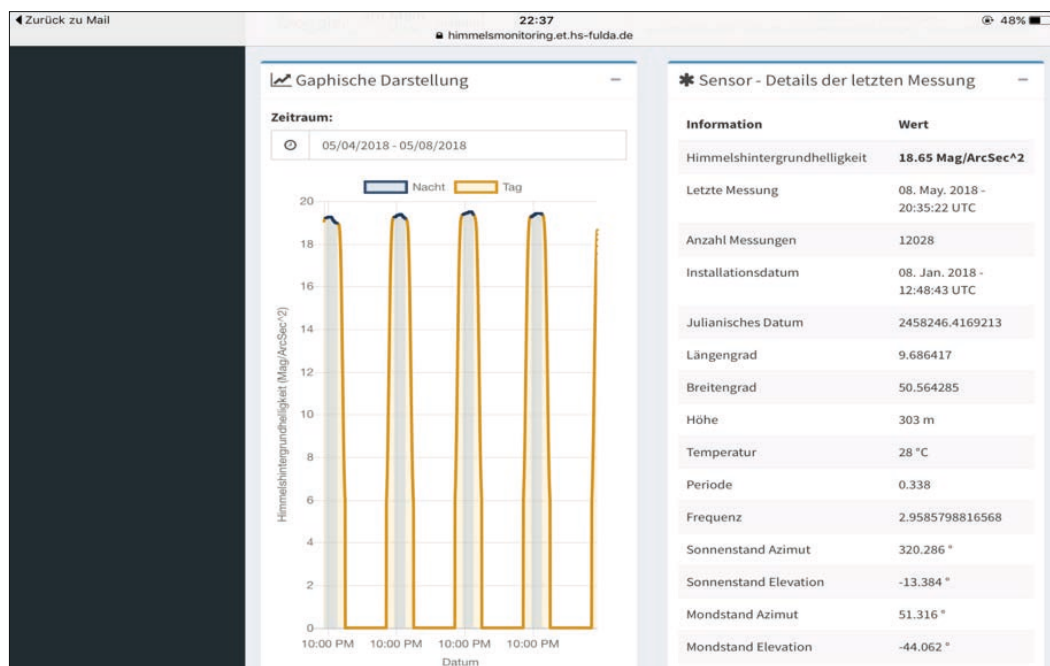 Zurück zu Mail
22:37
48%
himmelsmonitoring.et.hs-fulda.de
Gaphische Darstellung
Zeitraum:
05/04/2018 - 05/08/2018
Nacht Tag
20
18
16
14
12
10
8
6
4
2
0
Himmelshintergrundhelligkeit (Mag/ArcSec^2)
10:00 PM 10:00 PM 10:00 PM 10:00 PM
Datum
Sensor - Details der letzten Messung
Information Wert
Himmelshintergrundhelligkeit 18.65 Mag/ArcSec^2
Letzte Messung 08. May. 2018 -
20:35:22 UTC
Anzahl Messungen 12028
Installationsdatum 08. Jan. 2018 -
12:48:43 UTC
Julianisches Datum 2458246.4169213
Längengrad 9.686417
Breitengrad 50.564285
Höhe 303 m
Temperatur 28 °C
Periode 0.338
Frequenz 2.9585798816568
Sonnenstand Azimut 320.286 °
Sonnenstand Elevation -13.384 °
Mondstand Azimut 51.316 °
Mondstand Elevation -44.062 °